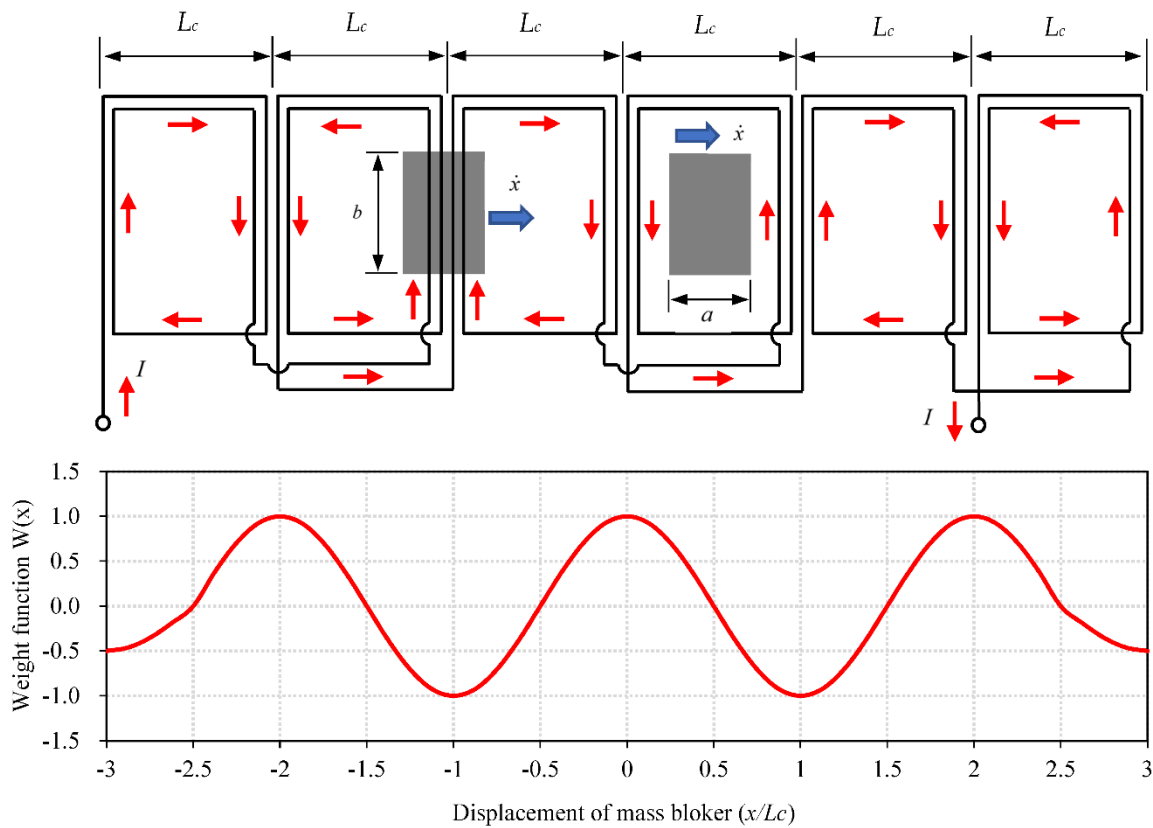 Lc Lc Lc Lc Lc Lc
ẋ
b
ẋ
a
I
I
Weight function W(x)
1.5
1.0
0.5
0.0
-0.5
-1.0
-1.5
-3 -2.5 -2 -1.5 -1 -0.5 0 0.5 1 1.5 2 2.5 3
Displacement of mass bloker (x/Lc)